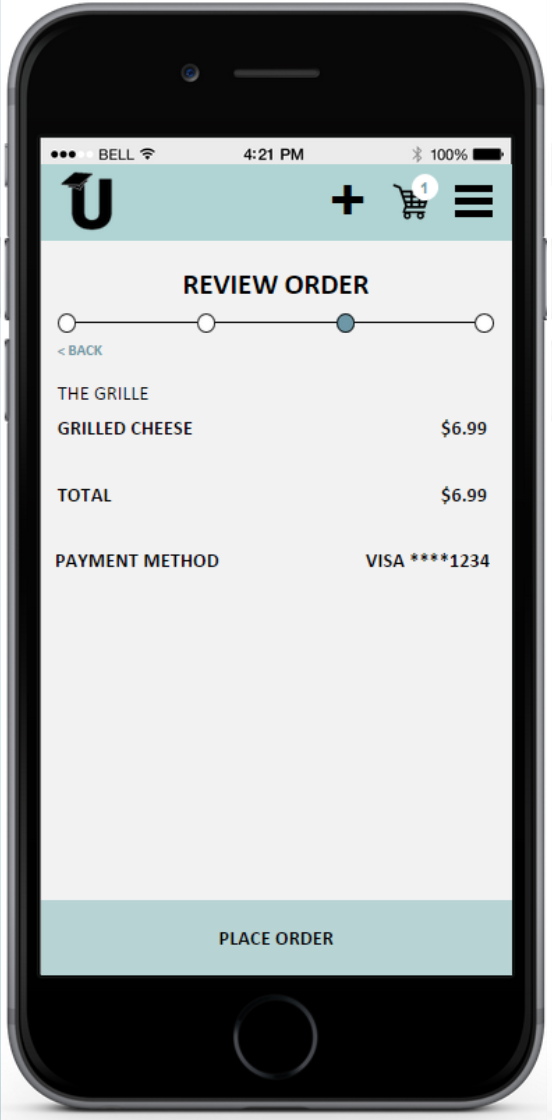 BELL 4:21 PM 100%
U 1
REVIEW ORDER
< BACK
THE GRILLE
GRILLED CHEESE $6.99
TOTAL $6.99
PAYMENT METHOD VISA ****1234
PLACE ORDER